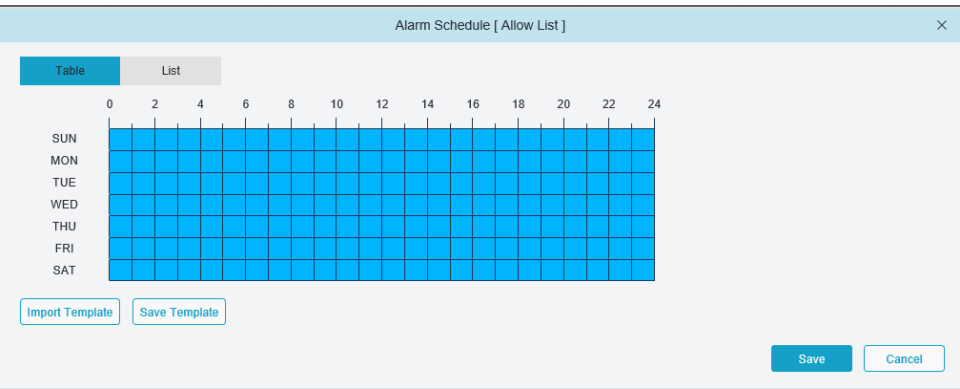 Alarm Schedule [ Allow List ]
Table List
0 2 4 6 8 10 12 14 16 18 20 22 24
SUN
MON
TUE
WED
THU
FRI
SAT
Import Template Save Template
Save Cancel